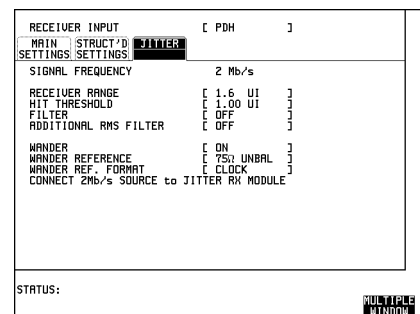 RECEIVER INPUT [ PDH ]
MAIN SETTINGS STRUCT'D SETTINGS JITTER
SIGNAL FREQUENCY 2 Mb/s
RECEIVER RANGE [ 1.6 UI ]
HIT THRESHOLD [ 1.00 UI ]
FILTER [ OFF ]
ADDITIONAL RMS FILTER [ OFF ]
WANDER [ ON ]
WANDER REFERENCE [ 75Ω UNBAL ]
WANDER REF. FORMAT [ CLOCK ]
CONNECT 2Mb/s SOURCE to JITTER RX MODULE
STATUS:
MULTIPLE
WINDOW